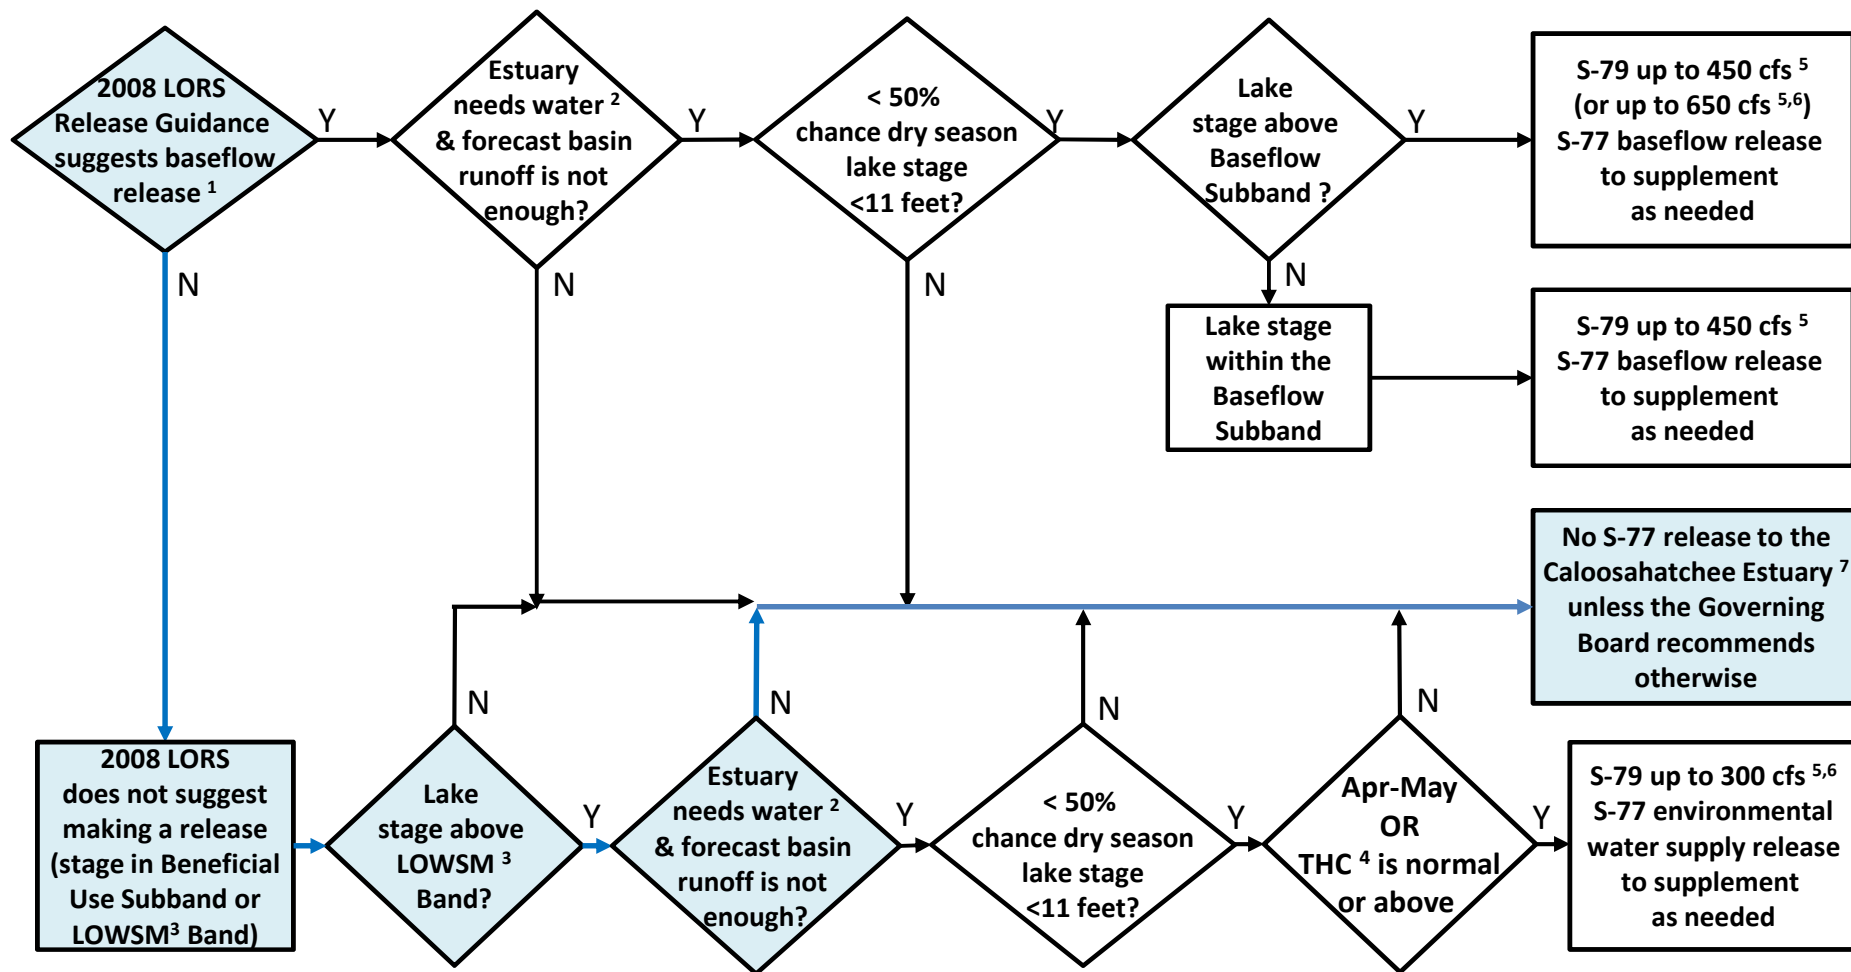 2008 LORS
Release Guidance
suggests baseflow
release 1
Y
N
Estuary
needs water 2
& forecast basin
runoff is not
enough?
Y
N
< 50%
chance dry season
lake stage
<11 feet?
Y
N
Lake
stage above
Baseflow
Subband ?
Y
N
S-79 up to 450 cfs 5
(or up to 650 cfs 5,6)
S-77 baseflow release
to supplement
as needed
Lake stage
within the
Baseflow
Subband
S-79 up to 450 cfs 5
S-77 baseflow release
to supplement
as needed
No S-77 release to the
Caloosahatchee Estuary 7
unless the Governing
Board recommends
otherwise
2008 LORS
does not suggest
making a release
(stage in Beneficial
Use Subband or
LOWSM3 Band)
N
Lake
stage above
LOWSM 3
Band?
Y
N
Estuary
needs water 2
& forecast basin
runoff is not
enough?
Y
N
< 50%
chance dry season
lake stage
<11 feet?
Y
N
Apr-May
OR
THC 4 is normal
or above
Y
S-79 up to 300 cfs 5,6
S-77 environmental
water supply release
to supplement
as needed